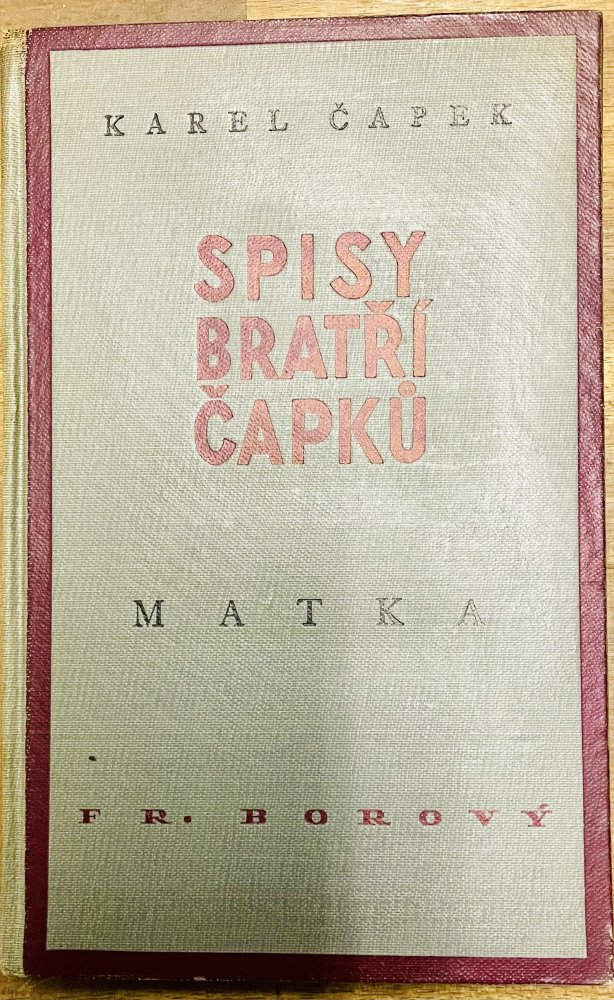 KAREL ČAPEK
SPISY
BRATŘÍ
ČAPKŮ
MATKA
FR. BOROVÝ